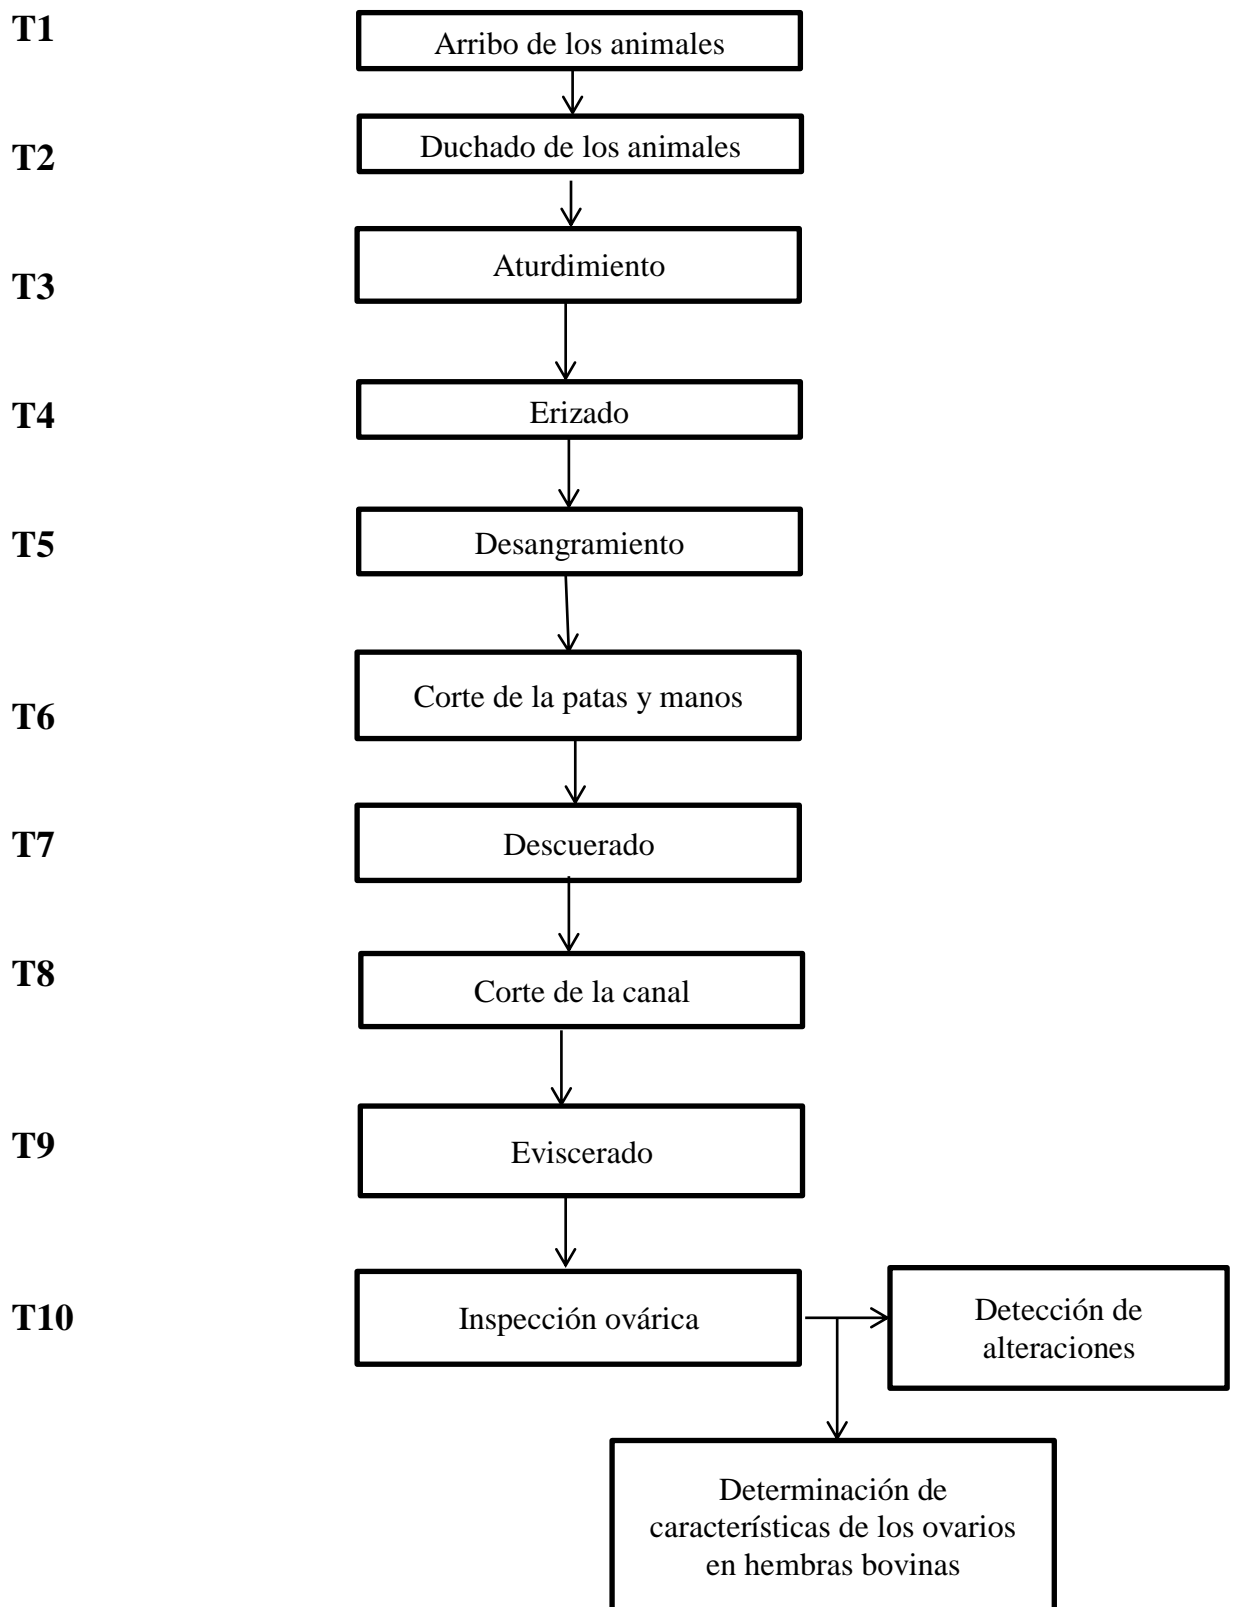 T1
Arribo de los animales
T2
Duchado de los animales
T3
Aturdimiento
T4
Erizado
T5
Desangramiento
T6
Corte de la patas y manos
T7
Descuerado
T8
Corte de la canal
T9
Eviscerado
T10
Inspección ovárica
Detección de
alteraciones
Determinación de
características de los ovarios
en hembras bovinas